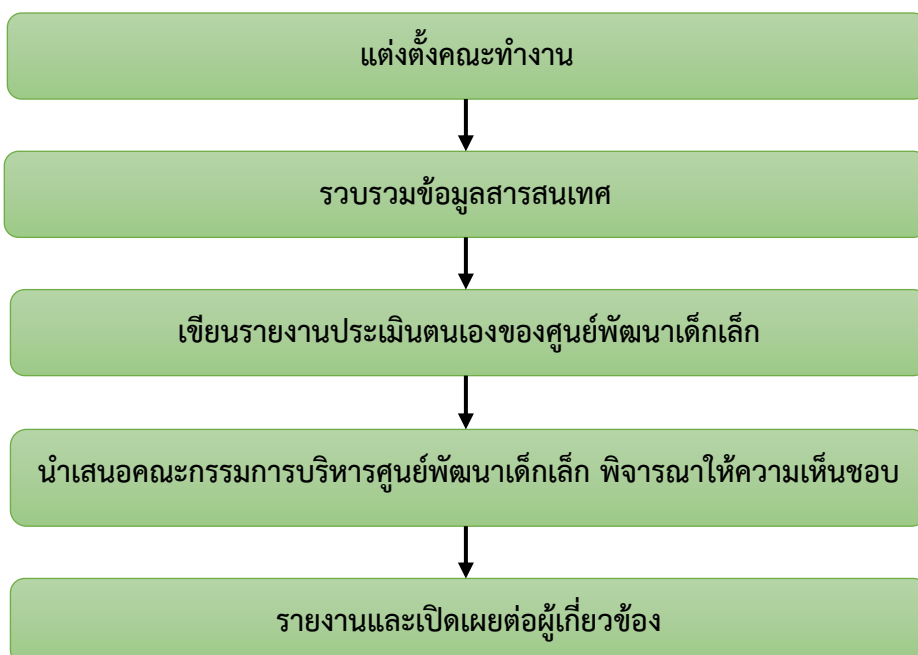 แต่งตั้งคณะทำงาน
รวบรวมข้อมูลสารสนเทศ
เขียนรายงานประเมินตนเองของศูนย์พัฒนาเด็กเล็ก
นำเสนอคณะกรรมการบริหารศูนย์พัฒนาเด็กเล็ก พิจารณาให้ความเห็นชอบ
รายงานและเปิดเผยต่อผู้เกี่ยวข้อง